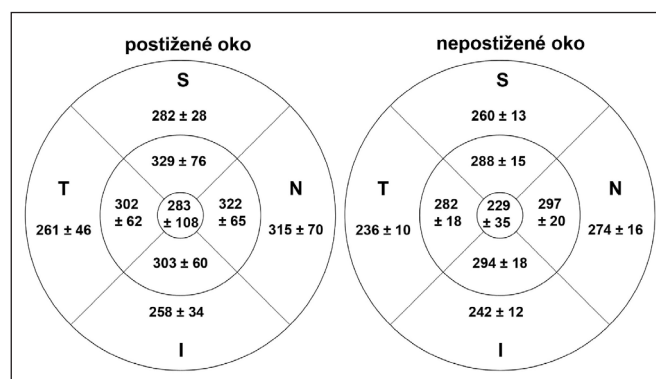 postižené oko
S
282 ± 28
329 ± 76
T
302
± 62
283
± 108
322
± 65
N
261 ± 46
315 ± 70
303 ± 60
258 ± 34
I
nepostižené oko
S
260 ± 13
288 ± 15
T
282
± 18
229
± 35
297
± 20
N
236 ± 10
274 ± 16
294 ± 18
242 ± 12
I